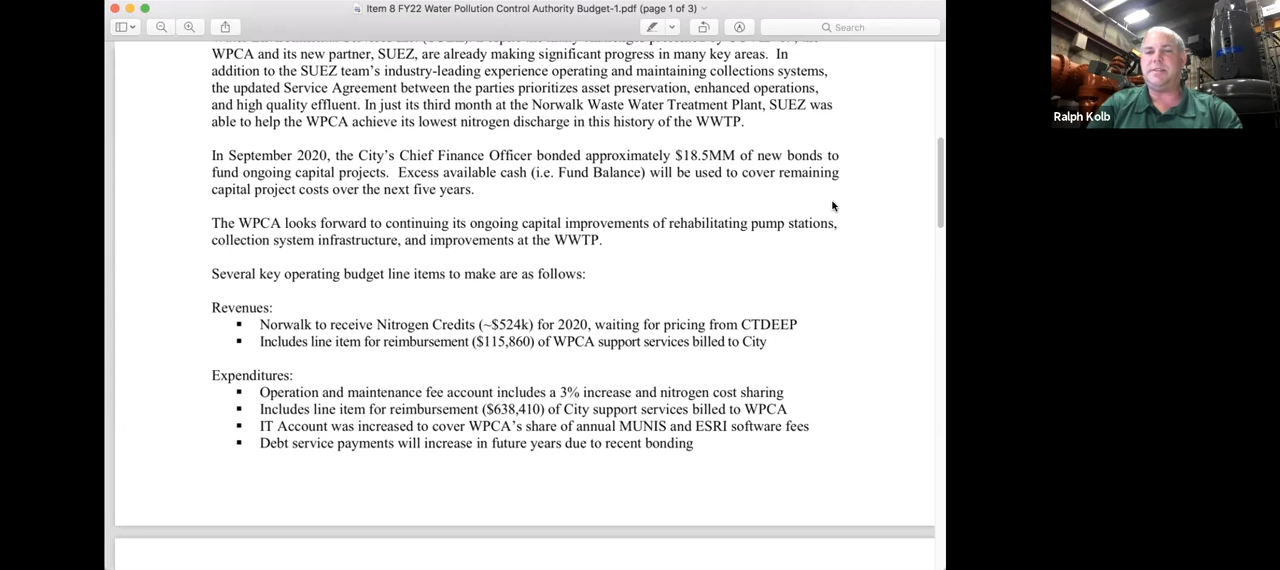 Item 8 FY22 Water Pollution Control Authority Budget-1.pdf (page 1 of 3)
Search
WPCA and its new partner, SUEZ, are already making significant progress in many key areas. In
addition to the SUEZ team's industry-leading experience operating and maintaining collections systems,
the updated Service Agreement between the parties prioritizes asset preservation, enhanced operations,
and high quality effluent. In just its third month at the Norwalk Waste Water Treatment Plant, SUEZ was
able to help the WPCA achieve its lowest nitrogen discharge in this history of the WWTP.
In September 2020, the City's Chief Finance Officer bonded approximately $18.5MM of new bonds to
fund ongoing capital projects. Excess available cash (i.e. Fund Balance) will be used to cover remaining
capital project costs over the next five years.
The WPCA looks forward to continuing its ongoing capital improvements of rehabilitating pump stations,
collection system infrastructure, and improvements at the WWTP.
Several key operating budget line items to make are as follows:
Revenues:
▪ Norwalk to receive Nitrogen Credits (~$524k) for 2020, waiting for pricing from CTDEEP
▪ Includes line item for reimbursement ($115,860) of WPCA support services billed to City
Expenditures:
▪ Operation and maintenance fee account includes a 3% increase and nitrogen cost sharing
▪ Includes line item for reimbursement ($638,410) of City support services billed to WPCA
▪ IT Account was increased to cover WPCA's share of annual MUNIS and ESRI software fees
▪ Debt service payments will increase in future years due to recent bonding
Ralph Kolb